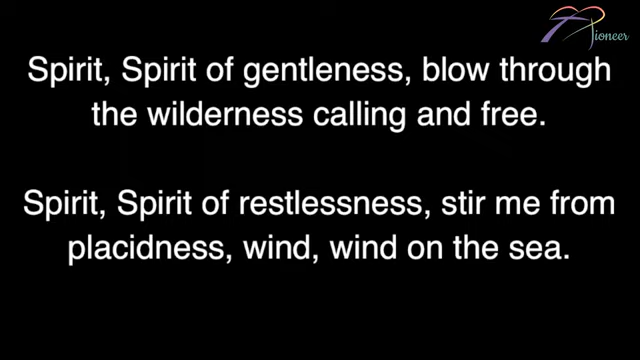 Pioneer
Spirit, Spirit of gentleness, blow through
the wilderness calling and free.
Spirit, Spirit of restlessness, stir me from
placidness, wind, wind on the sea.